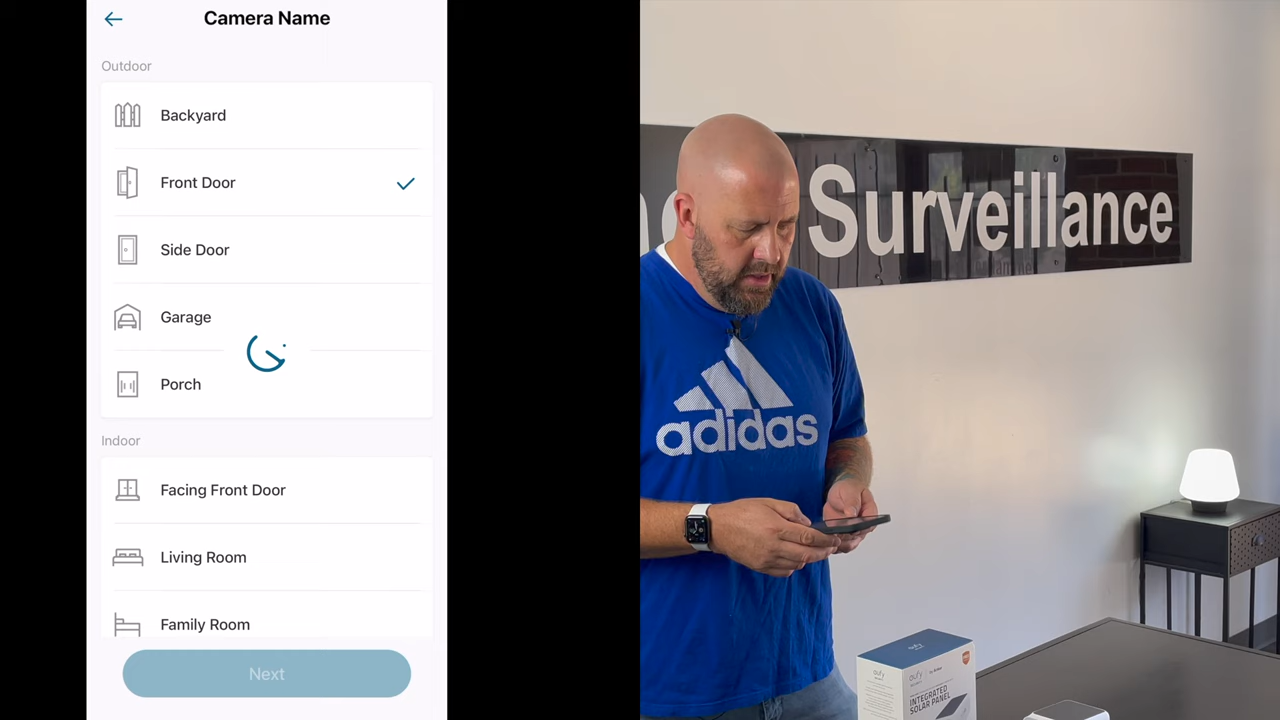 Camera Name
Outdoor
Backyard
Front Door
Side Door
Garage
Porch
Indoor
Facing Front Door
Living Room
Family Room
Next
Surveillance
adidas
eufy
INTEGRATED
SOLAR PANEL